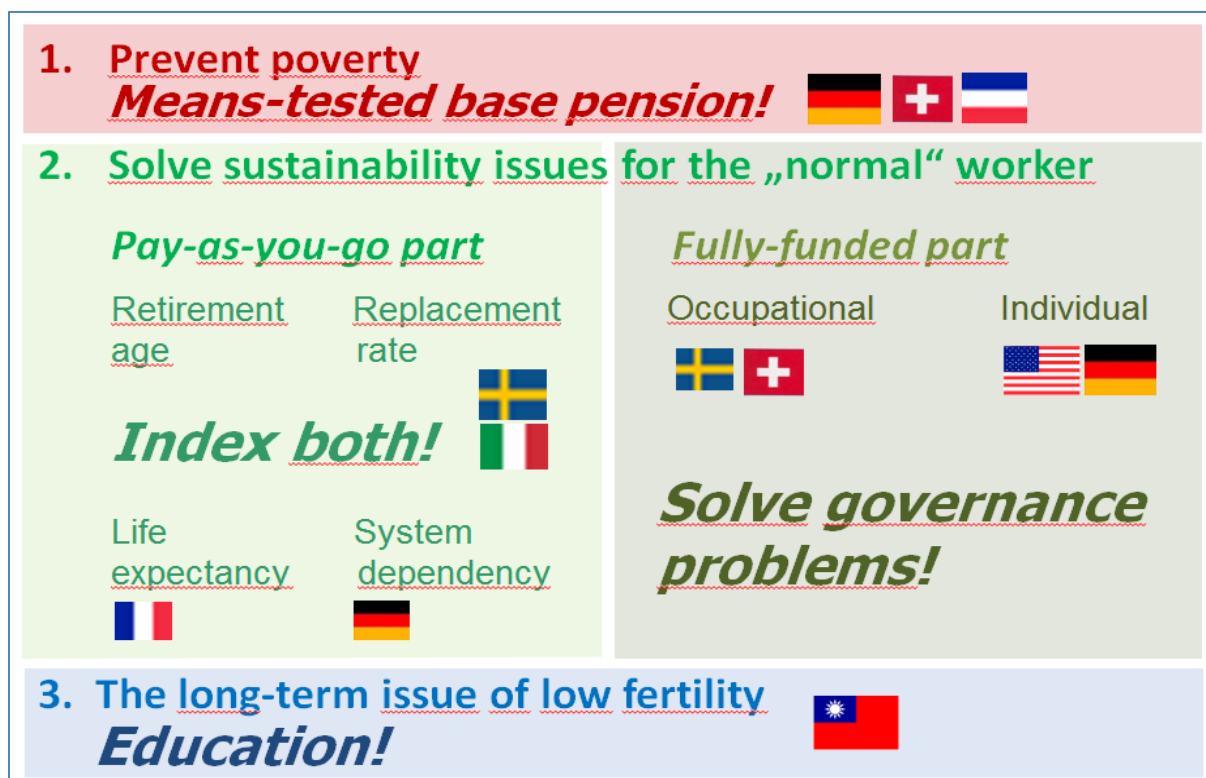 1. Prevent poverty
Means-tested base pension!
2. Solve sustainability issues for the „normal“ worker
Pay-as-you-go part
Retirement age
Replacement rate
Index both!
Life expectancy
System dependency
Fully-funded part
Occupational
Individual
Solve governance
problems!
3. The long-term issue of low fertility
Education!